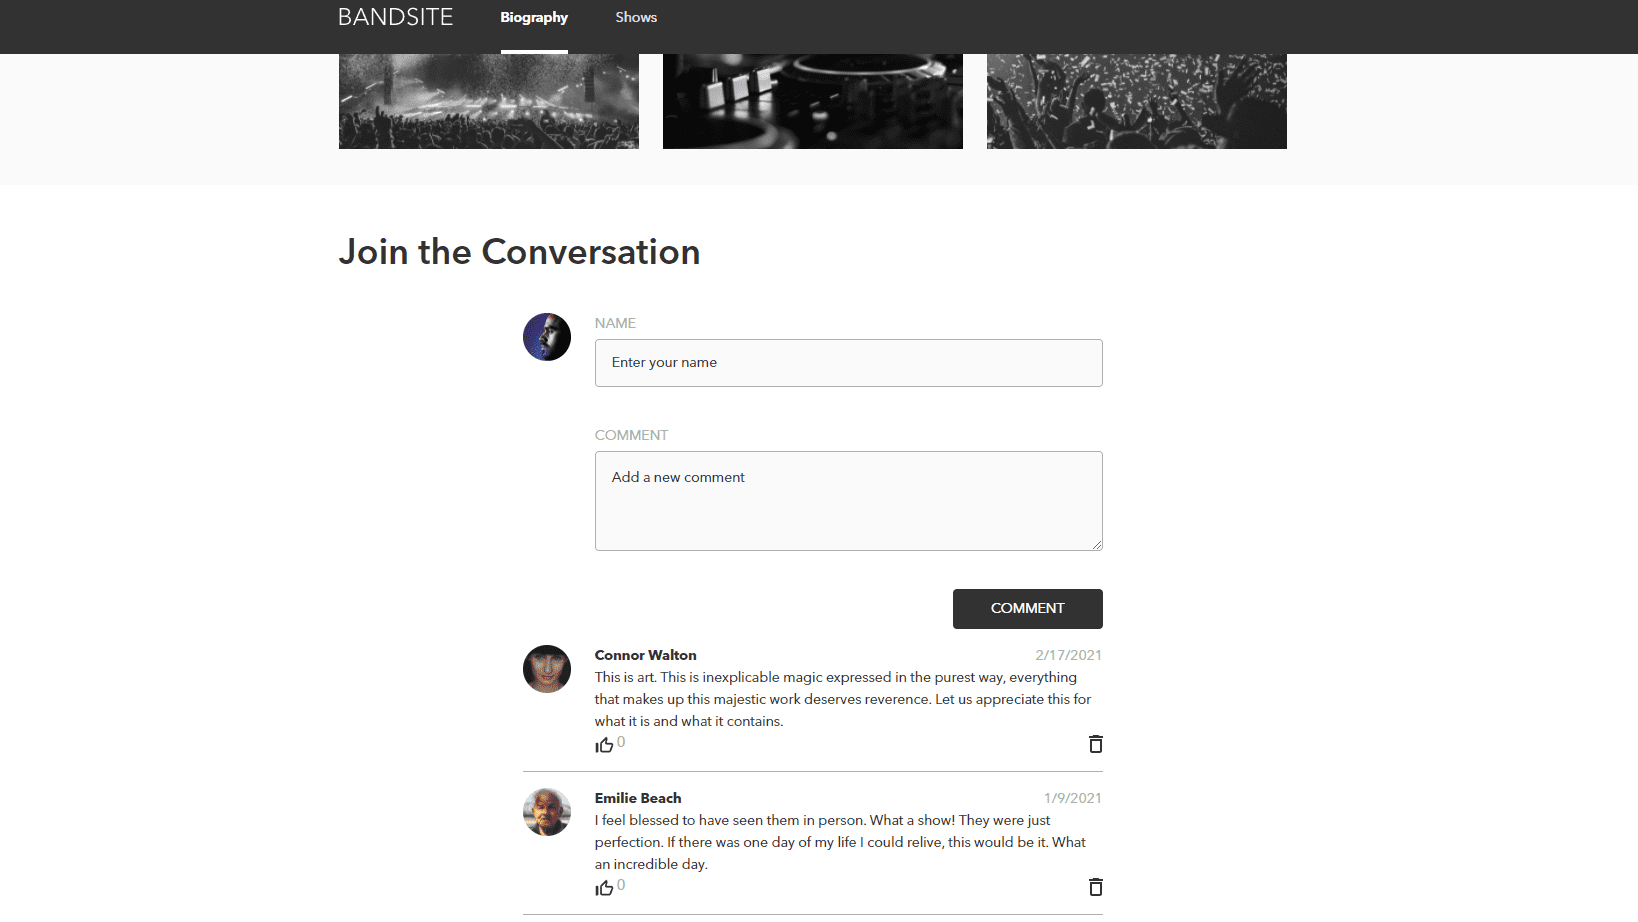 BANDSITE
Biography
Shows
Join the Conversation
NAME
Enter your name
COMMENT
Add a new comment
COMMENT
Connor Walton
2/17/2021
This is art. This is inexplicable magic expressed in the purest way, everything
that makes up this majestic work deserves reverence. Let us appreciate this for
what it is and what it contains.
0
Emilie Beach
1/9/2021
I feel blessed to have seen them in person. What a show! They were just
perfection. If there was one day of my life I could relive, this would be it. What
an incredible day.
0